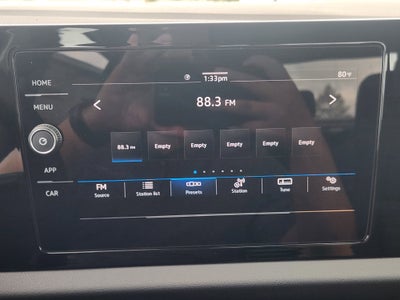 HOME
MENU
APP
CAR
1:33pm
80°F
88.3 FM
88.3 FM Empty Empty Empty Empty Empty
FM Source
Station list
Presets
Station
Tune
Settings